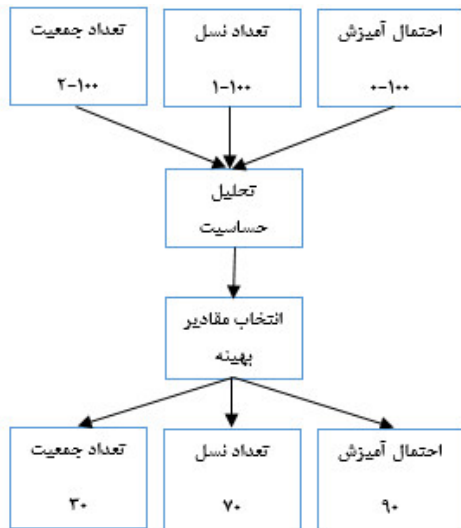 احتمال آمیزش
۰-۱۰۰
تعداد نسل
۱-۱۰۰
تعداد جمعیت
۲-۱۰۰
تحلیل
حساسیت
انتخاب مقادیر
بهینه
احتمال آمیزش
۹۰
تعداد نسل
۷۰
تعداد جمعیت
۳۰